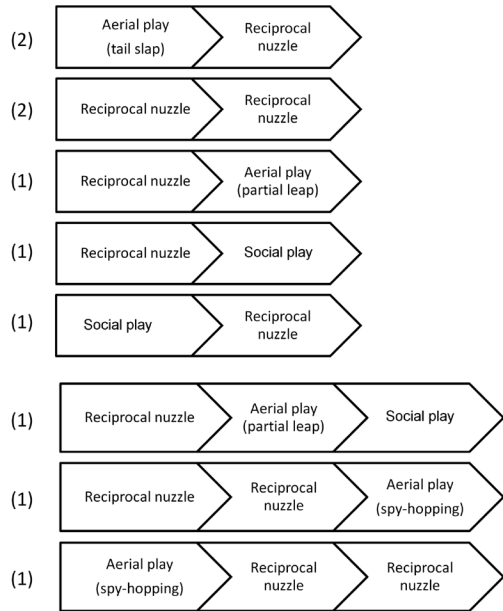 (2) Aerial play Reciprocal
(tail slap) nuzzle
(2) Reciprocal nuzzle Reciprocal
nuzzle
(1) Reciprocal nuzzle Aerial play
(partial leap)
(1) Reciprocal nuzzle Social play
(1) Social play Reciprocal
nuzzle
(1) Reciprocal nuzzle Aerial play Social play
(partial leap)
(1) Reciprocal nuzzle Reciprocal Aerial play
nuzzle (spy-hopping)
(1) Aerial play Reciprocal Reciprocal
(spy-hopping) nuzzle nuzzle